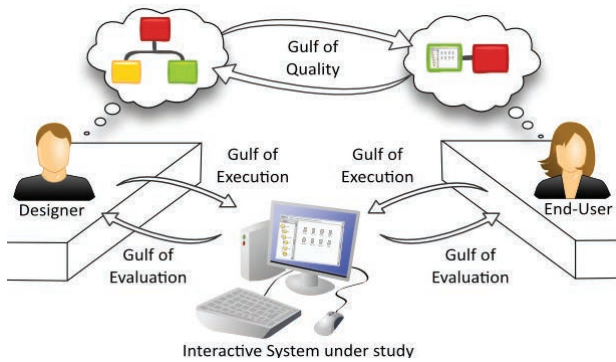 Gulf of
Quality
Gulf of
Execution
Gulf of
Execution
Designer
End-User
Gulf of
Evaluation
Gulf of
Evaluation
Interactive System under study